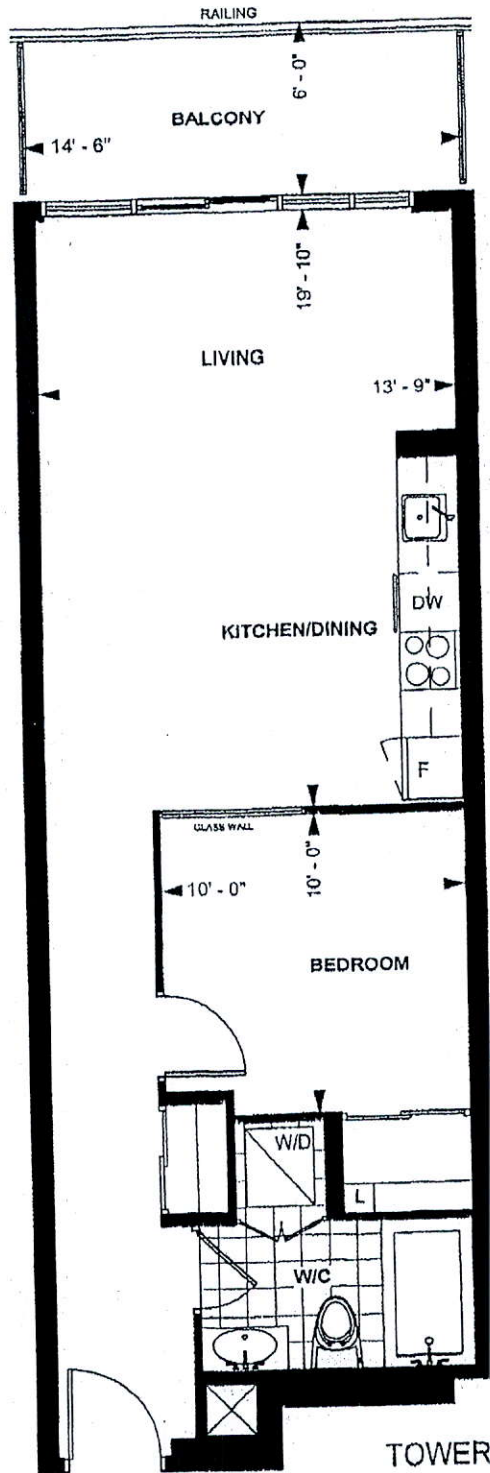 RAILING
6' - 0"
BALCONY
14' - 6"
19' - 10"
LIVING
13' - 9"
DW
KITCHEN/DINING
F
GLASS WALL
10' - 0"
10' - 0"
BEDROOM
W/D
L
W/C
TOWER